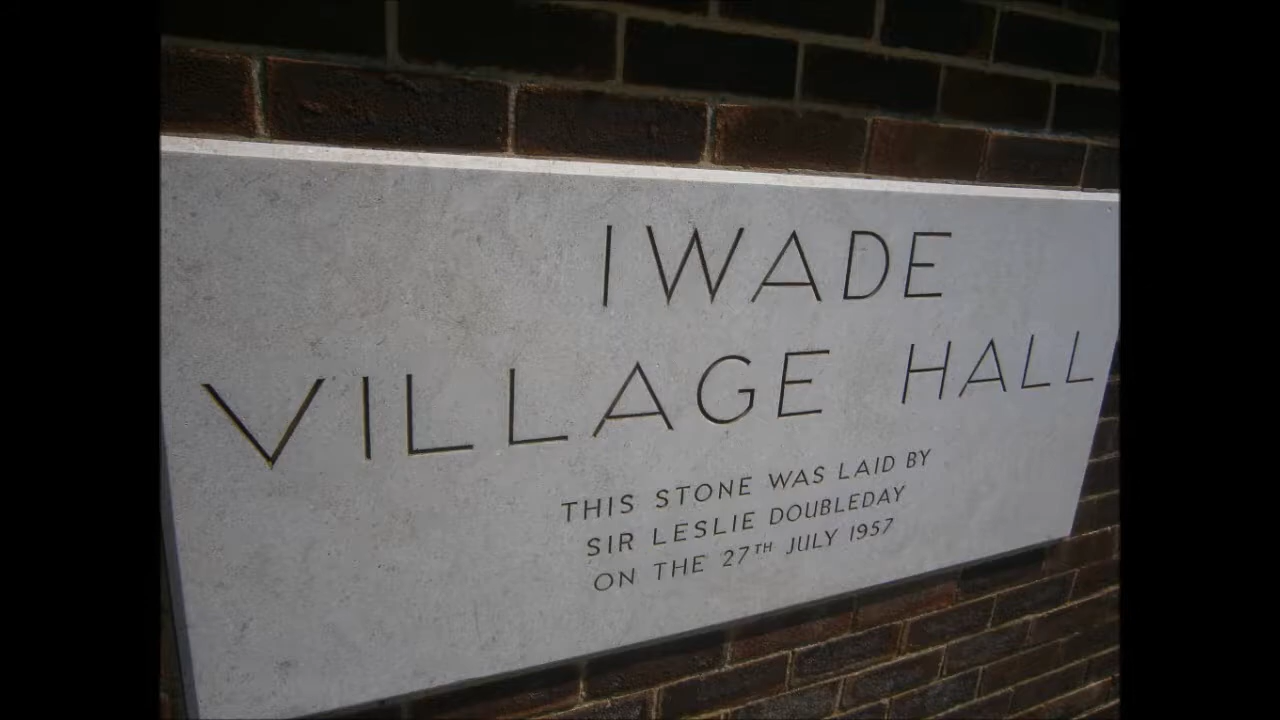 IWADE
VILLAGE HALL
THIS STONE WAS LAID BY
SIR LESLIE DOUBLEDAY
ON THE 27TH JULY 1957